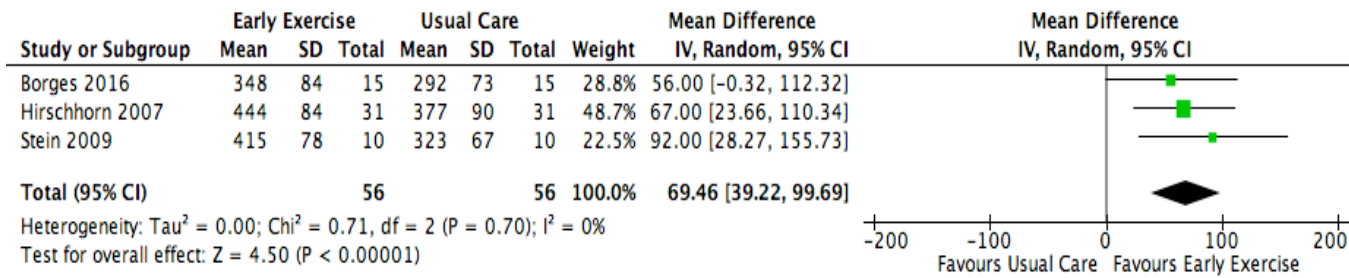 Early Exercise Usual Care Mean Difference Mean Difference
Study or Subgroup Mean SD Total Mean SD Total Weight IV, Random, 95% CI IV, Random, 95% CI
Borges 2016 348 84 15 292 73 15 28.8% 56.00 [-0.32, 112.32]
Hirschhorn 2007 444 84 31 377 90 31 48.7% 67.00 [23.66, 110.34]
Stein 2009 415 78 10 323 67 10 22.5% 92.00 [28.27, 155.73]
Total (95% CI) 56 56 100.0% 69.46 [39.22, 99.69]
Heterogeneity: Tau² = 0.00; Chi² = 0.71, df = 2 (P = 0.70); I² = 0%
Test for overall effect: Z = 4.50 (P < 0.00001)
-200 -100 0 100 200
Favours Usual Care Favours Early Exercise